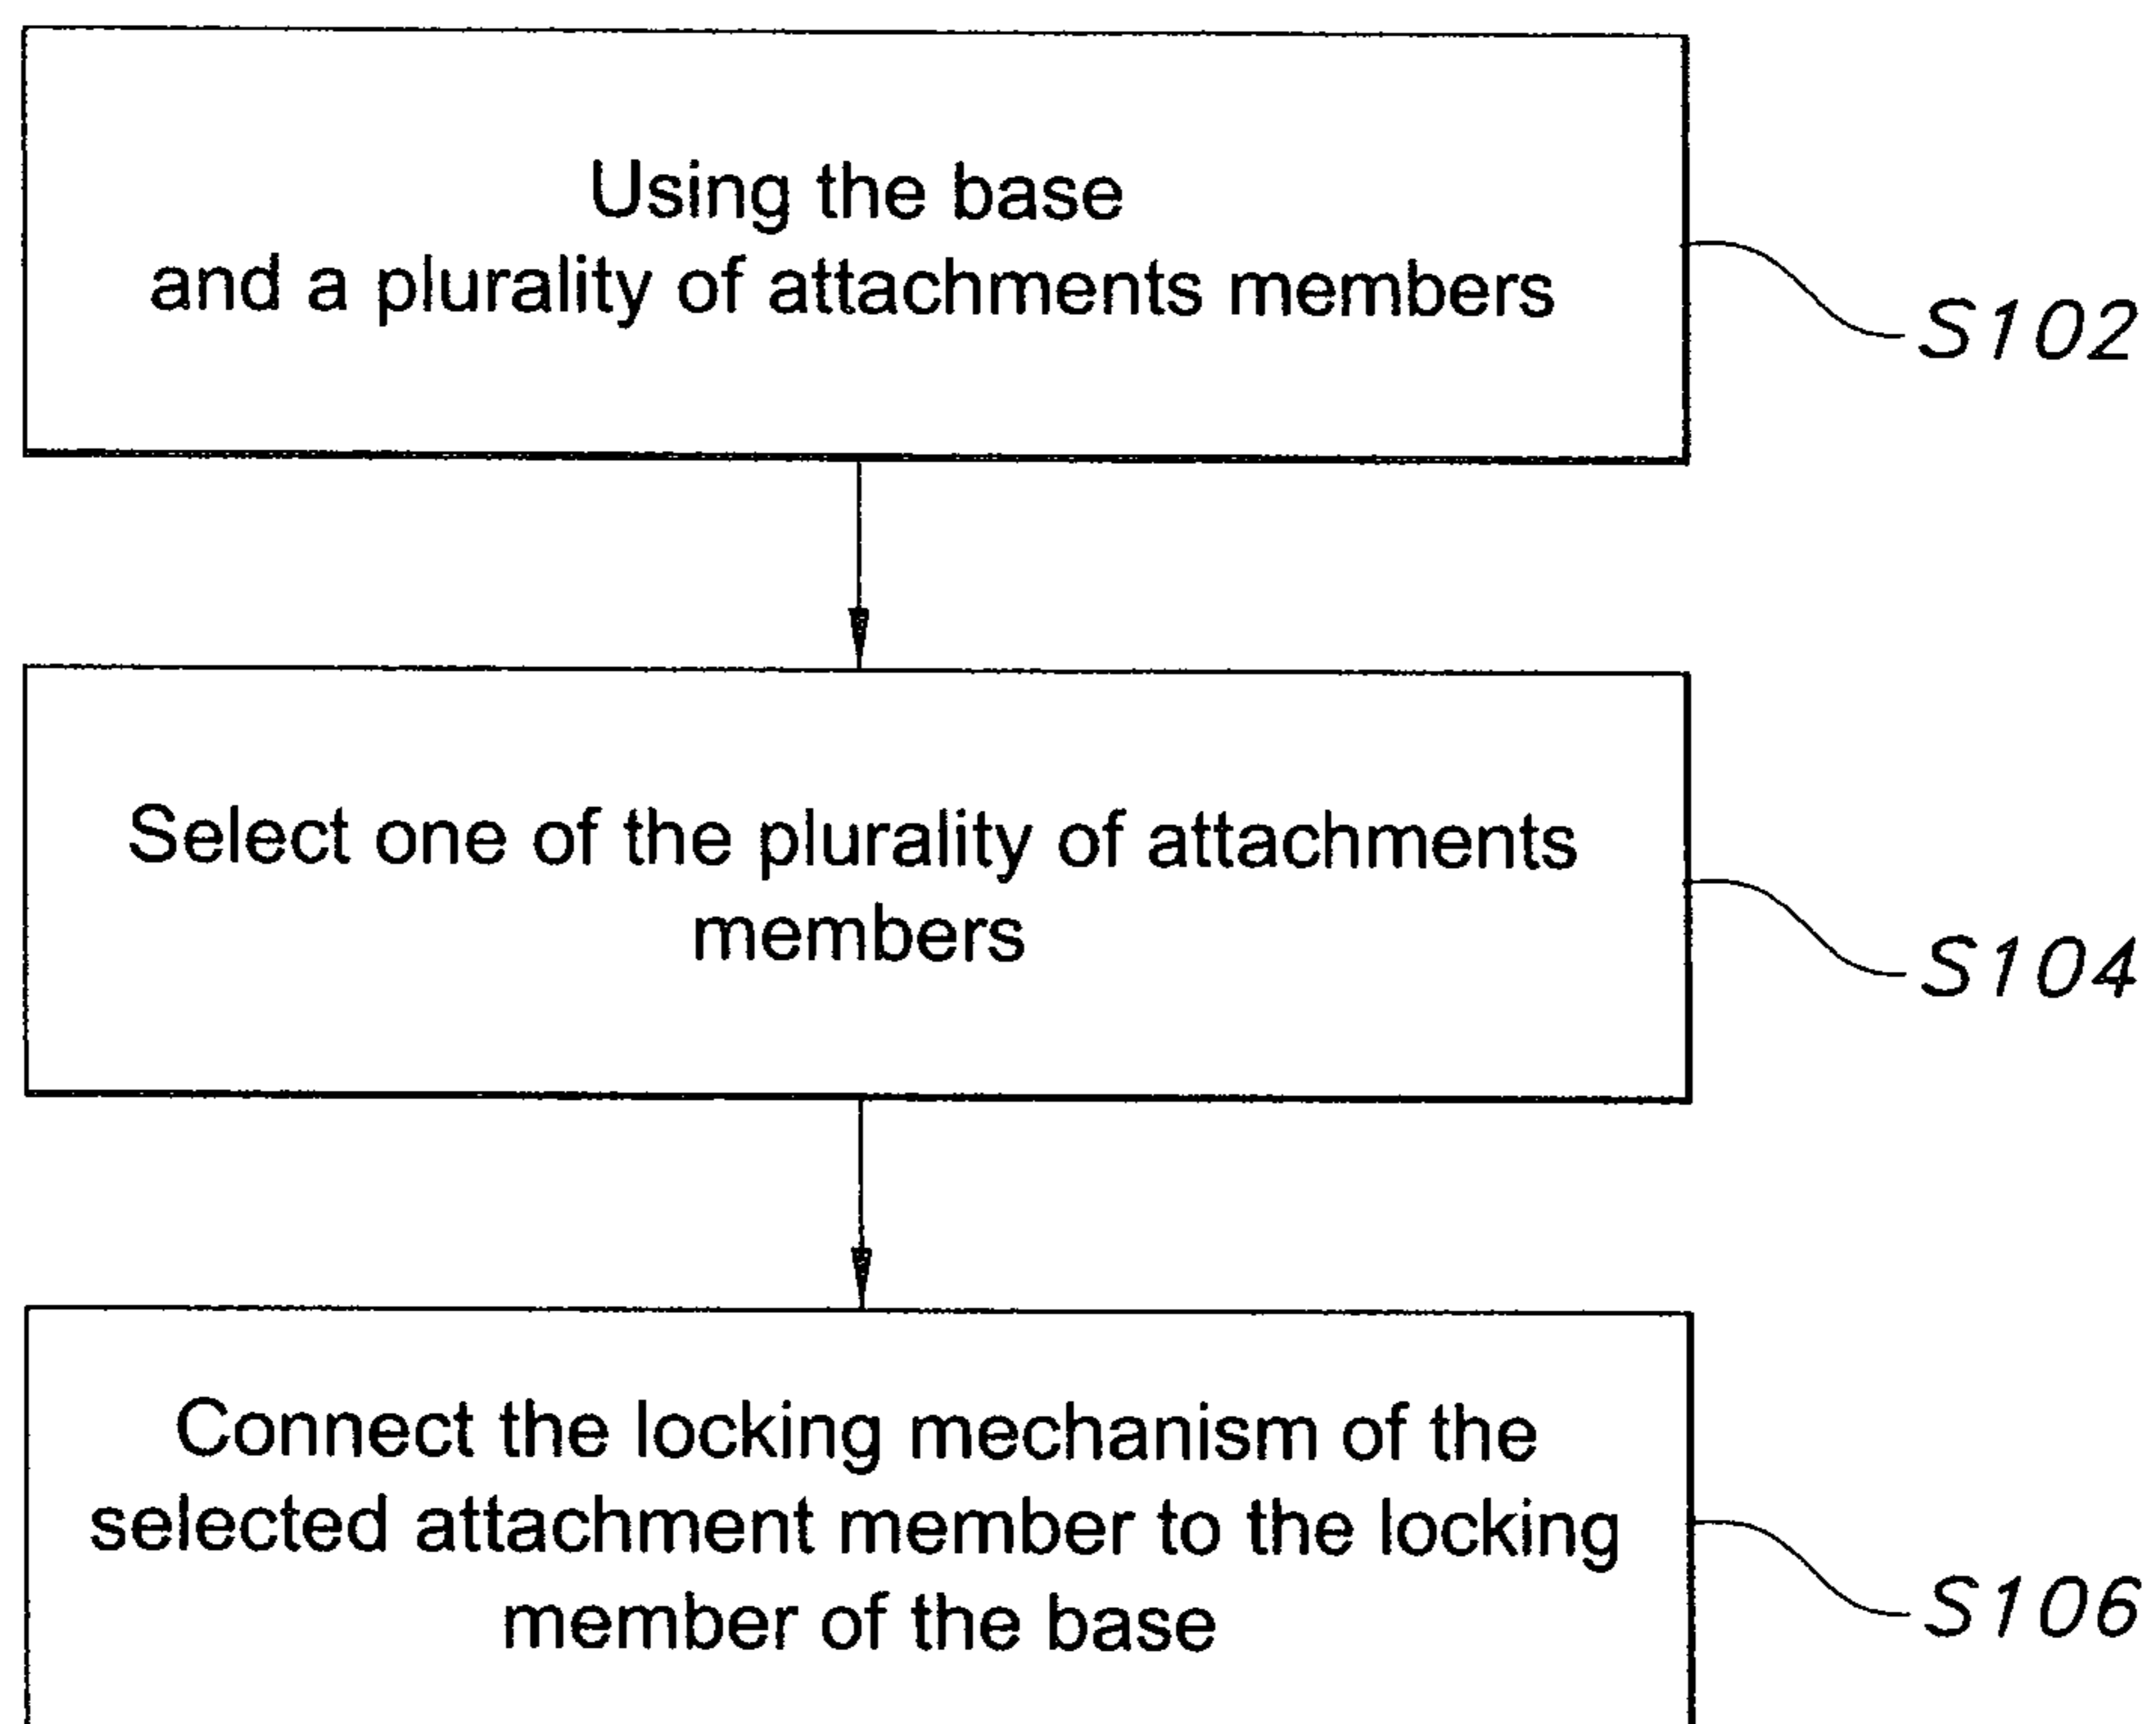 Using the base
and a plurality of attachments members
S102
Select one of the plurality of attachments
members
S104
Connect the locking mechanism of the
selected attachment member to the locking
member of the base
S106